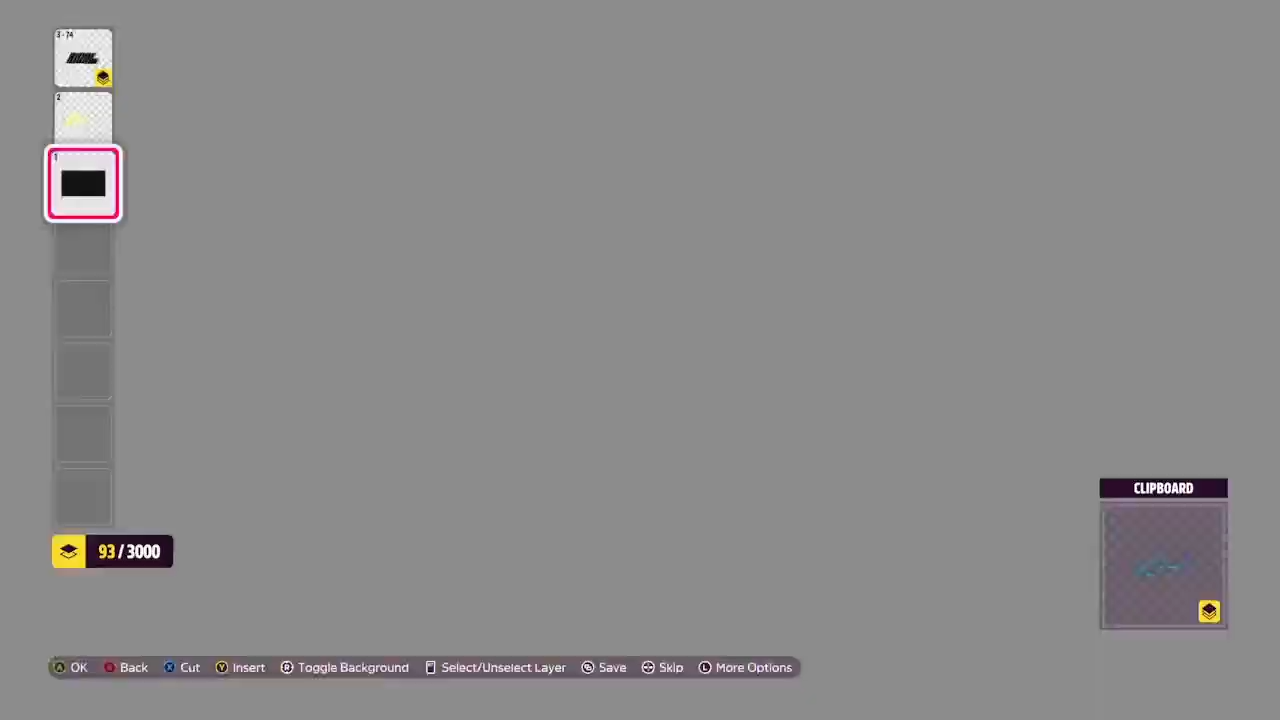 3 - 74
2
1
93 / 3000
CLIPBOARD
A OK B Back X Cut Y Insert R Toggle Background Select/Unselect Layer Save Skip L More Options